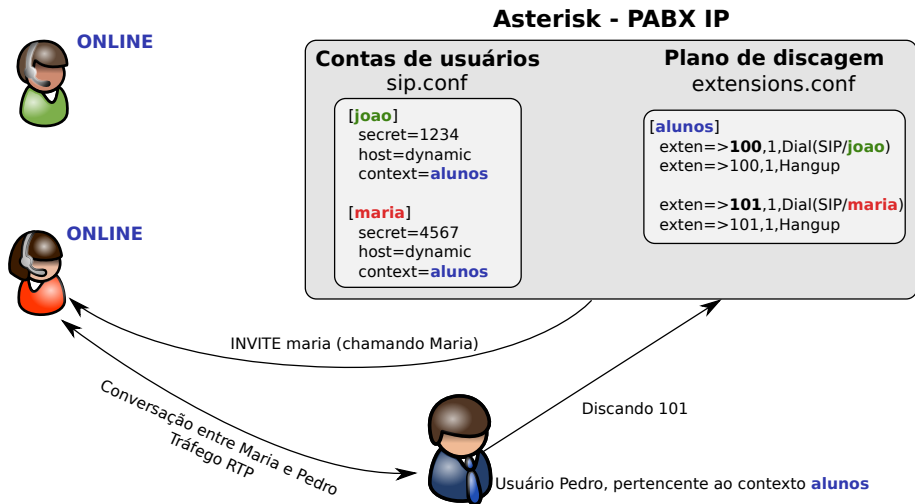 Asterisk - PABX IP
ONLINE
Contas de usuários
sip.conf
[joao]
secret=1234
host=dynamic
context=alunos
[maria]
secret=4567
host=dynamic
context=alunos
Plano de discagem
extensions.conf
[alunos]
exten=>100,1,Dial(SIP/joao)
exten=>100,1,Hangup
exten=>101,1,Dial(SIP/maria)
exten=>101,1,Hangup
ONLINE
INVITE maria (chamando Maria)
Conversação entre Maria e Pedro
Tráfego RTP
Discando 101
Usuário Pedro, pertencente ao contexto alunos